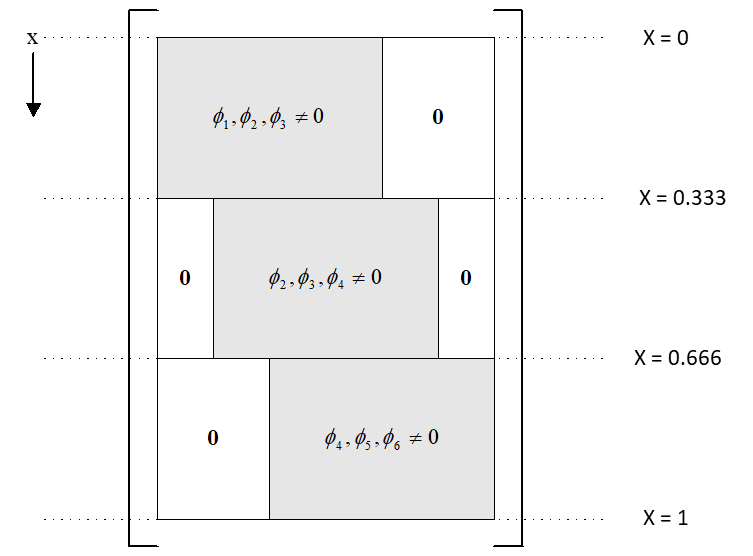 x
X = 0
ϕ₁, ϕ₂, ϕ₃ ≠ 0
0
X = 0.333
0
ϕ₂, ϕ₃, ϕ₄ ≠ 0
0
X = 0.666
0
ϕ₄, ϕ₅, ϕ₆ ≠ 0
X = 1